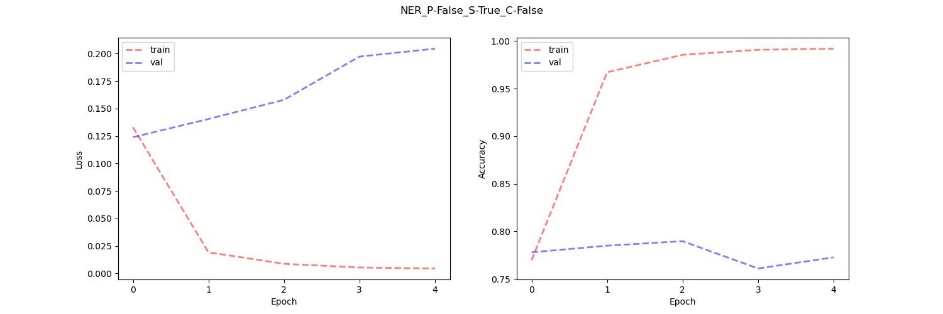 NER_P-False_S-True_C-False
train
val
0.200
0.175
0.150
0.125
0.100
0.075
0.050
0.025
0.000
Loss
0 1 2 3 4
Epoch
train
val
1.00
0.95
0.90
0.85
0.80
0.75
Accuracy
0 1 2 3 4
Epoch